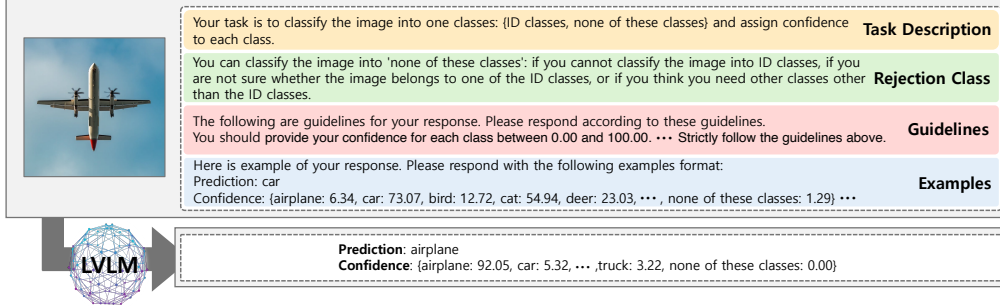 Your task is to classify the image into one classes: {ID classes, none of these classes} and assign confidence
to each class.
Task Description
You can classify the image into 'none of these classes': if you cannot classify the image into ID classes, if you
are not sure whether the image belongs to one of the ID classes, or if you think you need other classes other
than the ID classes.
Rejection Class
The following are guidelines for your response. Please respond according to these guidelines.
You should provide your confidence for each class between 0.00 and 100.00. ••• Strictly follow the guidelines above.
Guidelines
Here is example of your response. Please respond with the following examples format:
Prediction: car
Confidence: {airplane: 6.34, car: 73.07, bird: 12.72, cat: 54.94, deer: 23.03, ••• , none of these classes: 1.29} •••
Examples
LVLM
Prediction: airplane
Confidence: {airplane: 92.05, car: 5.32, ••• ,truck: 3.22, none of these classes: 0.00}